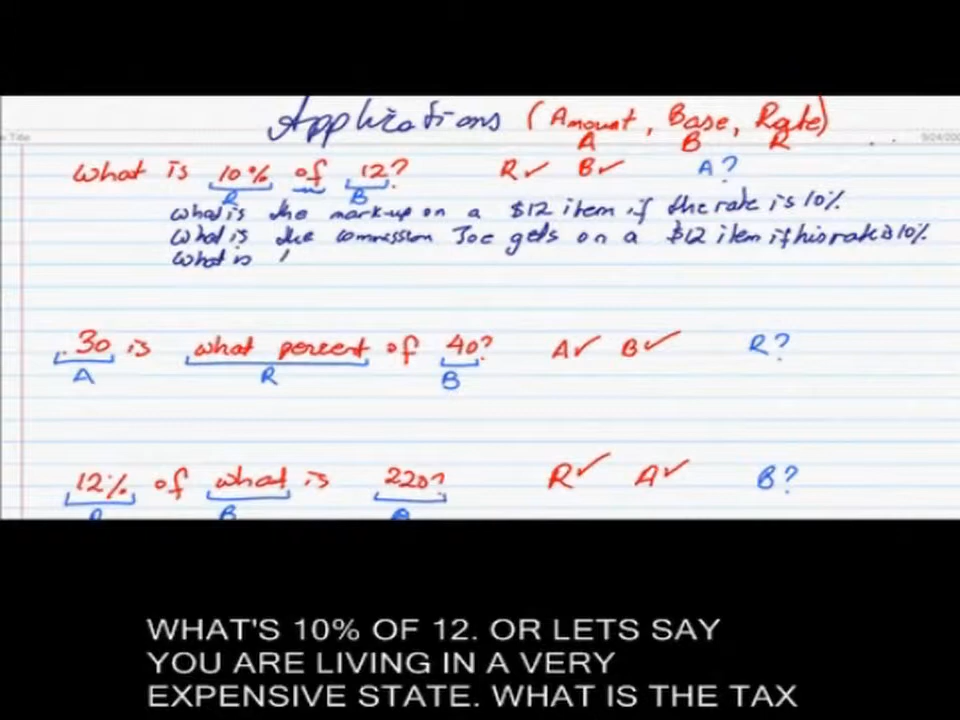 Applications (Amount, Base, Rate)
A B R
What is 10% of 12? R✓ B✓ A?
R B
What is the mark-up on a $12 item if the rate is 10%
What is the commission Joe gets on a $12 item if his rate is 10%
What is
.30 is what percent of 40? A✓ B✓ R?
A R B
12% of what is 220? R✓ A✓ B?
R B
WHAT'S 10% OF 12. OR LETS SAY
YOU ARE LIVING IN A VERY
EXPENSIVE STATE. WHAT IS THE TAX